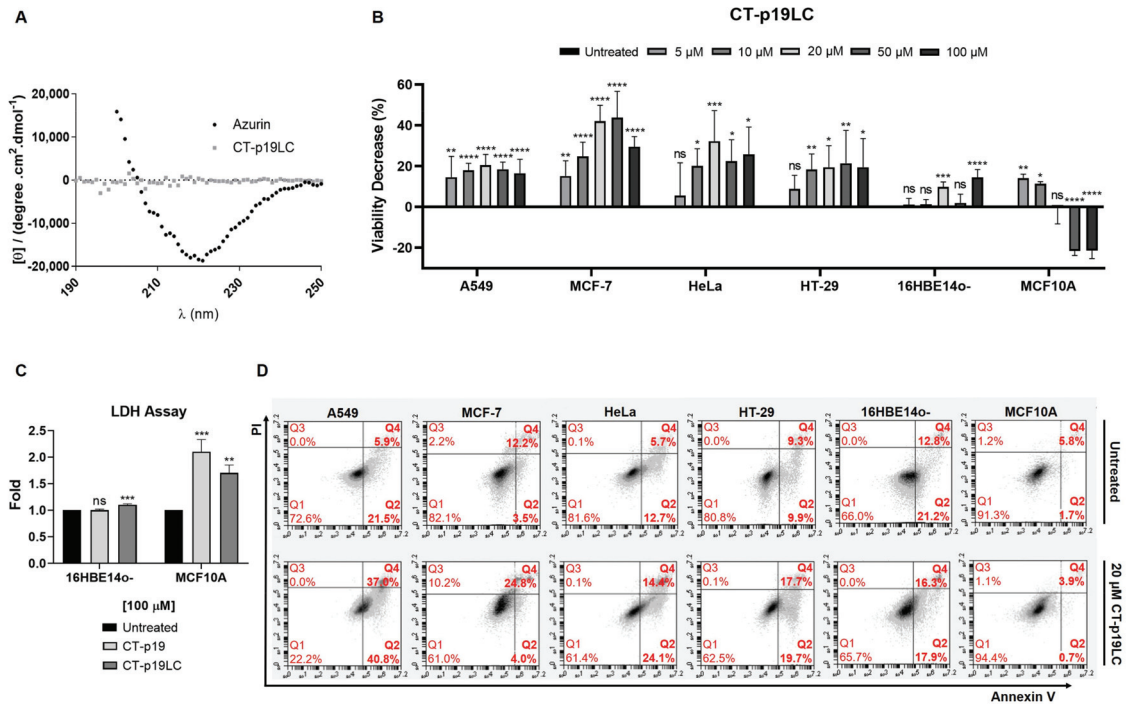 A
20,000
10,000
0
-10,000
-20,000
[θ] / (degree .cm2.dmol-1)
Azurin
CT-p19LC
190 210 230 250
λ (nm)
B
CT-p19LC
Untreated 5 µM 10 µM 20 µM 50 µM 100 µM
Viability Decrease (%)
60
40
20
0
-20
** **** **** **** ****
** **** **** **** ****
ns * *** * *
ns ** * ** *
ns ns *** ns ****
** * ns **** ****
A549 MCF-7 HeLa HT-29 16HBE14o- MCF10A
C
LDH Assay
Fold
2.5
2.0
1.5
1.0
0.5
0.0
ns *** *** **
16HBE14o- MCF10A
[100 µM]
Untreated
CT-p19
CT-p19LC
D
PI
A549 MCF-7 HeLa HT-29 16HBE14o- MCF10A
Q3 Q4 Q3 Q4 Q3 Q4 Q3 Q4 Q3 Q4 Q3 Q4
0.0% 5.9% 2.2% 12.2% 0.1% 5.7% 0.0% 9.3% 0.0% 12.8% 1.2% 5.8%
Q1 Q2 Q1 Q2 Q1 Q2 Q1 Q2 Q1 Q2 Q1 Q2
72.6% 21.5% 82.1% 3.5% 81.6% 12.7% 80.8% 9.9% 66.0% 21.2% 91.3% 1.7%
Untreated
Q3 Q4 Q3 Q4 Q3 Q4 Q3 Q4 Q3 Q4 Q3 Q4
0.0% 37.0% 10.2% 24.8% 0.1% 14.4% 0.1% 17.7% 0.0% 16.3% 1.1% 3.9%
Q1 Q2 Q1 Q2 Q1 Q2 Q1 Q2 Q1 Q2 Q1 Q2
22.2% 40.8% 61.0% 4.0% 61.4% 24.1% 62.5% 19.7% 65.7% 17.9% 94.4% 0.7%
20 µM CT-p19LC
Annexin V